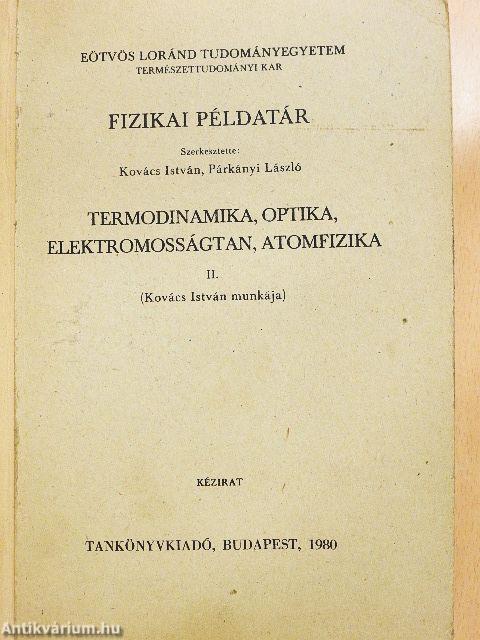 EÖTVÖS LORÁND TUDOMÁNYEGYETEM
TERMÉSZETTUDOMÁNYI KAR
FIZIKAI PÉLDATÁR
Szerkesztette:
Kovács István, Párkányi László
TERMODINAMIKA, OPTIKA,
ELEKTROMOSSÁGTAN, ATOMFIZIKA
II.
(Kovács István munkája)
KÉZIRAT
TANKÖNYVKIADÓ, BUDAPEST, 1980
Antikvárium.hu